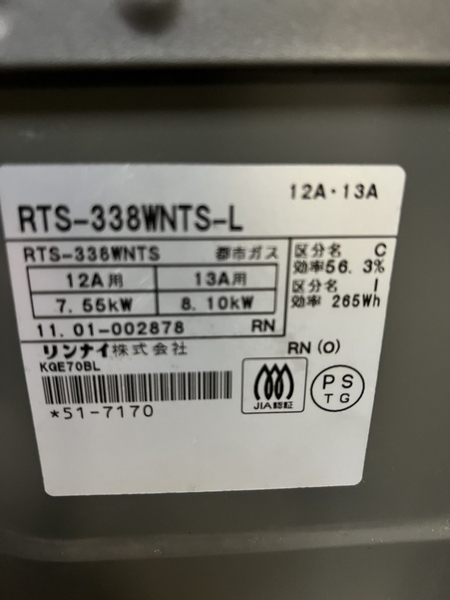 12A・13A
RTS-338WNTS-L
RTS-338WNTS 都市ガス
12A用 13A用
7.55kW 8.10kW
11.01-002878 RN
区分名 C
効率56.3%
区分名 I
効率 265Wh
リンナイ株式会社
RN(O)
KGE70BL
*51-7170
JIA認証
PS
TG